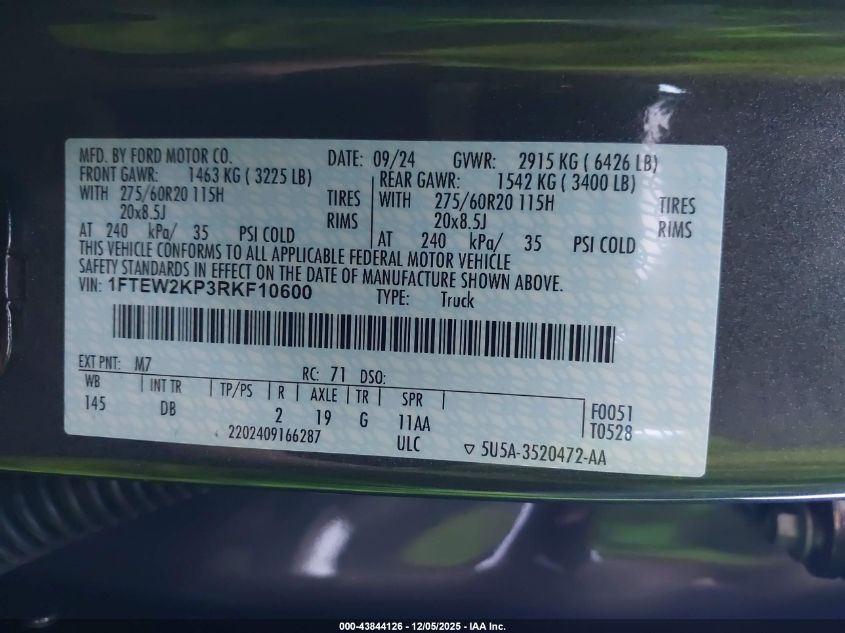 MFD. BY FORD MOTOR CO. DATE: 09/24 GVWR: 2915 KG ( 6426 LB)
FRONT GAWR: 1463 KG ( 3225 LB) REAR GAWR: 1542 KG ( 3400 LB)
WITH 275/60R20 115H TIRES WITH 275/60R20 115H TIRES
20x8.5J RIMS 20x8.5J RIMS
AT 240 kPa/ 35 PSI COLD AT 240 kPa/ 35 PSI COLD
THIS VEHICLE CONFORMS TO ALL APPLICABLE FEDERAL MOTOR VEHICLE
SAFETY STANDARDS IN EFFECT ON THE DATE OF MANUFACTURE SHOWN ABOVE.
VIN: 1FTEW2KP3RKF10600 TYPE: Truck
EXT PNT: M7 RC: 71 DSO:
WB INT TR TP/PS R AXLE TR SPR
145 DB 2 19 G 11AA F0051
2202409166287 ULC T0528
5U5A-3520472-AA
000-43844126 - 12/05/2025 - IAA Inc.